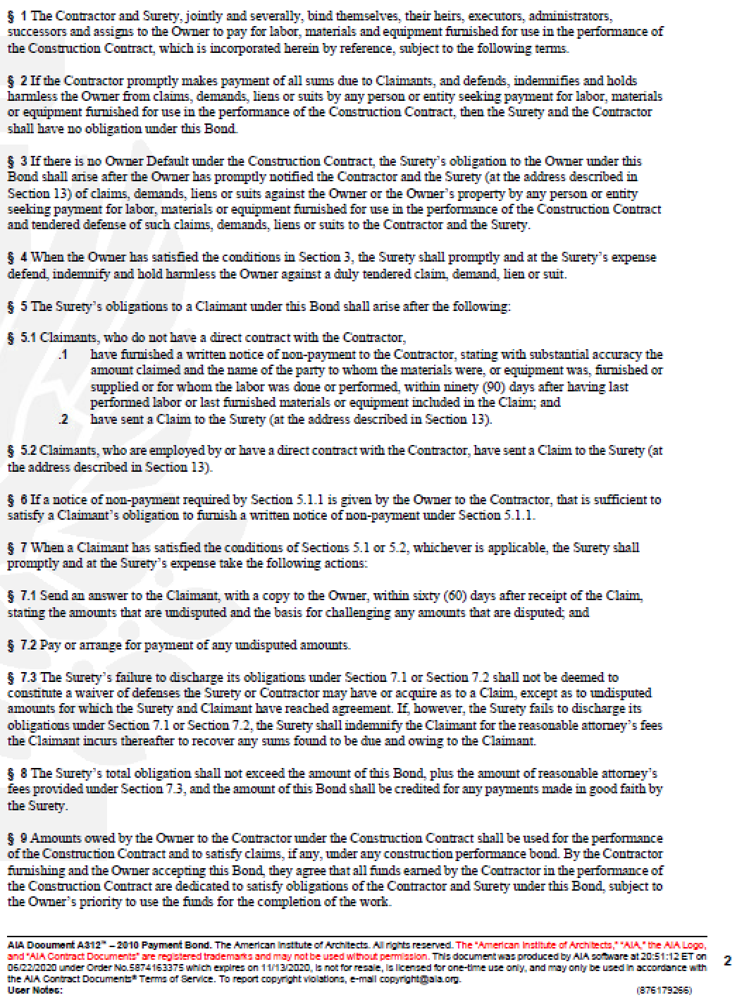 § 1 The Contractor and Surety, jointly and severally, bind themselves, their heirs, executors, administrators,
successors and assigns to the Owner to pay for labor, materials and equipment furnished for use in the performance of
the Construction Contract, which is incorporated herein by reference, subject to the following terms.
§ 2 If the Contractor promptly makes payment of all sums due to Claimants, and defends, indemnifies and holds
harmless the Owner from claims, demands, liens or suits by any person or entity seeking payment for labor, materials
or equipment furnished for use in the performance of the Construction Contract, then the Surety and the Contractor
shall have no obligation under this Bond.
§ 3 If there is no Owner Default under the Construction Contract, the Surety's obligation to the Owner under this
Bond shall arise after the Owner has promptly notified the Contractor and the Surety (at the address described in
Section 13) of claims, demands, liens or suits against the Owner or the Owner's property by any person or entity
seeking payment for labor, materials or equipment furnished for use in the performance of the Construction Contract
and tendered defense of such claims, demands, liens or suits to the Contractor and the Surety.
§ 4 When the Owner has satisfied the conditions in Section 3, the Surety shall promptly and at the Surety's expense
defend, indemnify and hold harmless the Owner against a duly tendered claim, demand, lien or suit.
§ 5 The Surety's obligations to a Claimant under this Bond shall arise after the following:
§ 5.1 Claimants, who do not have a direct contract with the Contractor,
.1 have furnished a written notice of non-payment to the Contractor, stating with substantial accuracy the
amount claimed and the name of the party to whom the materials were, or equipment was, furnished or
supplied or for whom the labor was done or performed, within ninety (90) days after having last
performed labor or last furnished materials or equipment included in the Claim; and
.2 have sent a Claim to the Surety (at the address described in Section 13).
§ 5.2 Claimants, who are employed by or have a direct contract with the Contractor, have sent a Claim to the Surety (at
the address described in Section 13).
§ 6 If a notice of non-payment required by Section 5.1.1 is given by the Owner to the Contractor, that is sufficient to
satisfy a Claimant's obligation to furnish a written notice of non-payment under Section 5.1.1.
§ 7 When a Claimant has satisfied the conditions of Sections 5.1 or 5.2, whichever is applicable, the Surety shall
promptly and at the Surety's expense take the following actions:
§ 7.1 Send an answer to the Claimant, with a copy to the Owner, within sixty (60) days after receipt of the Claim,
stating the amounts that are undisputed and the basis for challenging any amounts that are disputed; and
§ 7.2 Pay or arrange for payment of any undisputed amounts.
§ 7.3 The Surety's failure to discharge its obligations under Section 7.1 or Section 7.2 shall not be deemed to
constitute a waiver of defenses the Surety or Contractor may have or acquire as to a Claim, except as to undisputed
amounts for which the Surety and Claimant have reached agreement. If, however, the Surety fails to discharge its
obligations under Section 7.1 or Section 7.2, the Surety shall indemnify the Claimant for the reasonable attorney's fees
the Claimant incurs thereafter to recover any sums found to be due and owing to the Claimant.
§ 8 The Surety's total obligation shall not exceed the amount of this Bond, plus the amount of reasonable attorney's
fees provided under Section 7.3, and the amount of this Bond shall be credited for any payments made in good faith by
the Surety.
§ 9 Amounts owed by the Owner to the Contractor under the Construction Contract shall be used for the performance
of the Construction Contract and to satisfy claims, if any, under any construction performance bond. By the Contractor
furnishing and the Owner accepting this Bond, they agree that all funds earned by the Contractor in the performance of
the Construction Contract are dedicated to satisfy obligations of the Contractor and Surety under this Bond, subject to
the Owner's priority to use the funds for the completion of the work.
AIA Document A312™ – 2010 Payment Bond. The American Institute of Architects. All rights reserved. The "American Institute of Architects," "AIA," the AIA Logo,
and "AIA Contract Documents" are registered trademarks and may not be used without permission. This document was produced by AIA software at 20:51:12 ET on
06/22/2020 under Order No.5874163375 which expires on 11/13/2020, is not for resale, is licensed for one-time use only, and may only be used in accordance with
the AIA Contract Documents® Terms of Service. To report copyright violations, e-mail copyright@aia.org.
User Notes: (876179266)
2